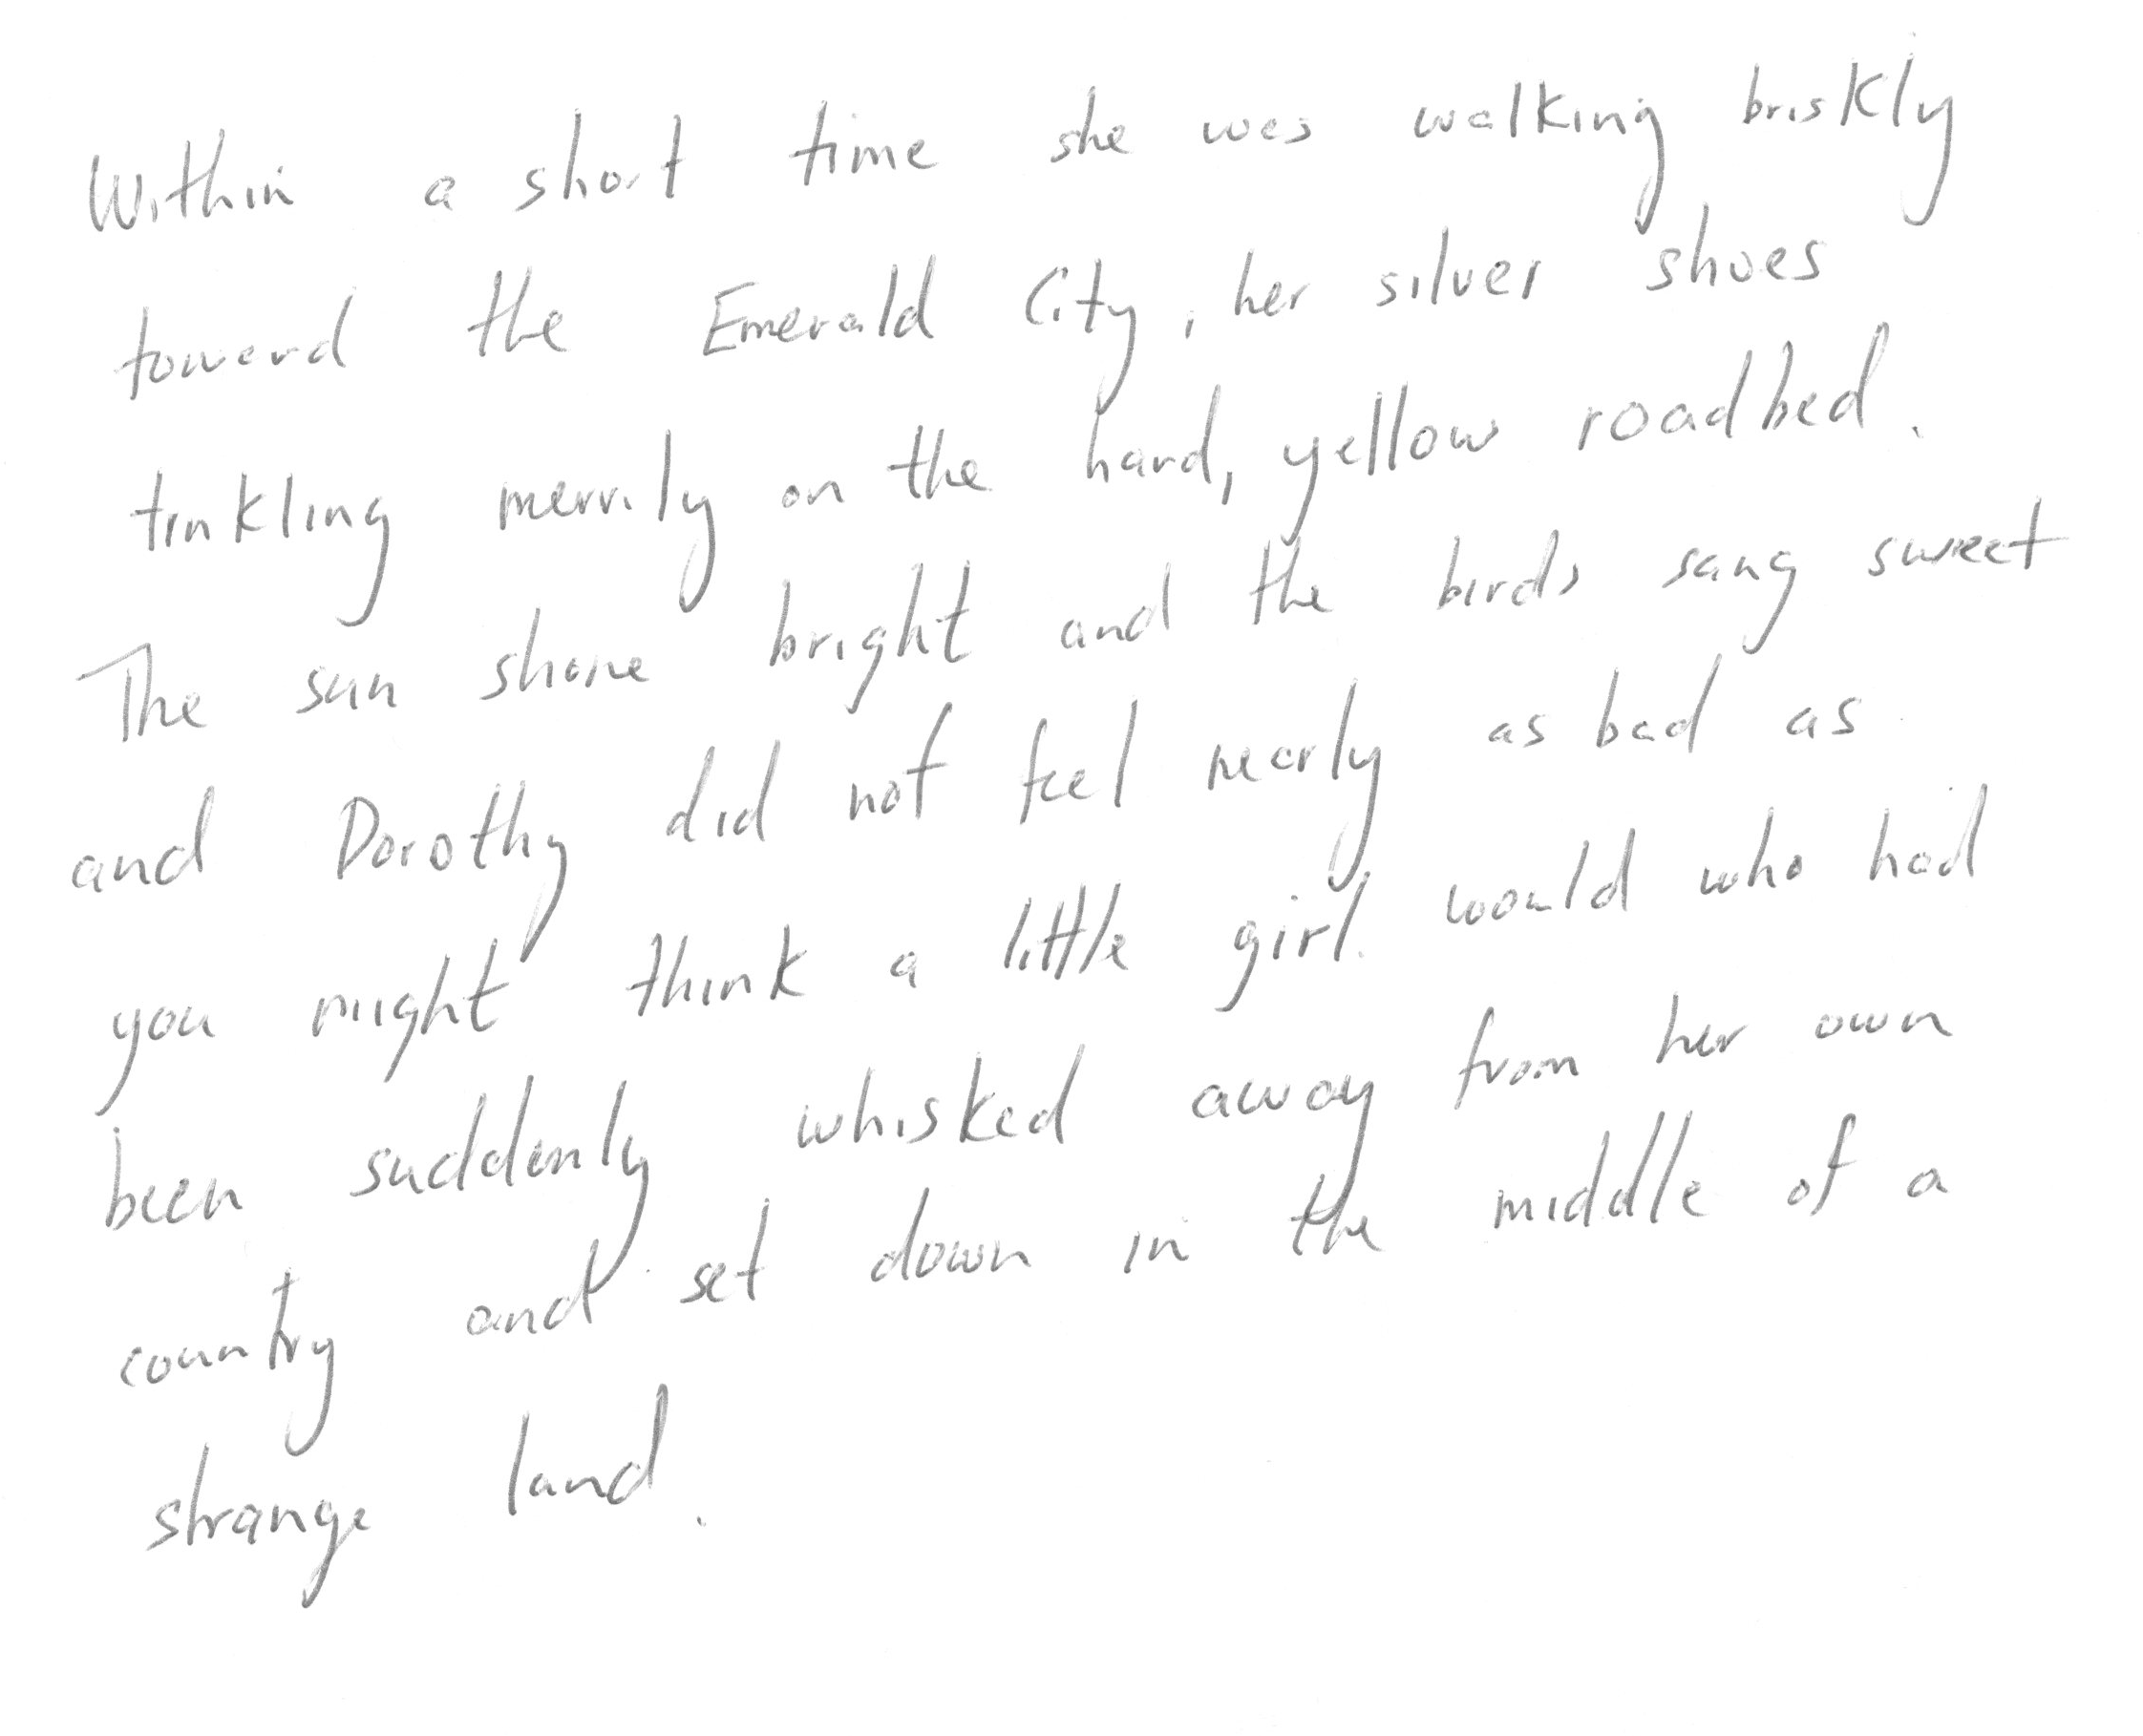 Within a short time she was walking briskly
toward the Emerald City, her silver shoes
tinkling merrily on the hard, yellow roadbed.
The sun shone bright and the birds sang sweet
and Dorothy did not feel nearly as bad as
you might think a little girl would who had
been suddenly whisked away from her own
country and set down in the middle of a
strange land.